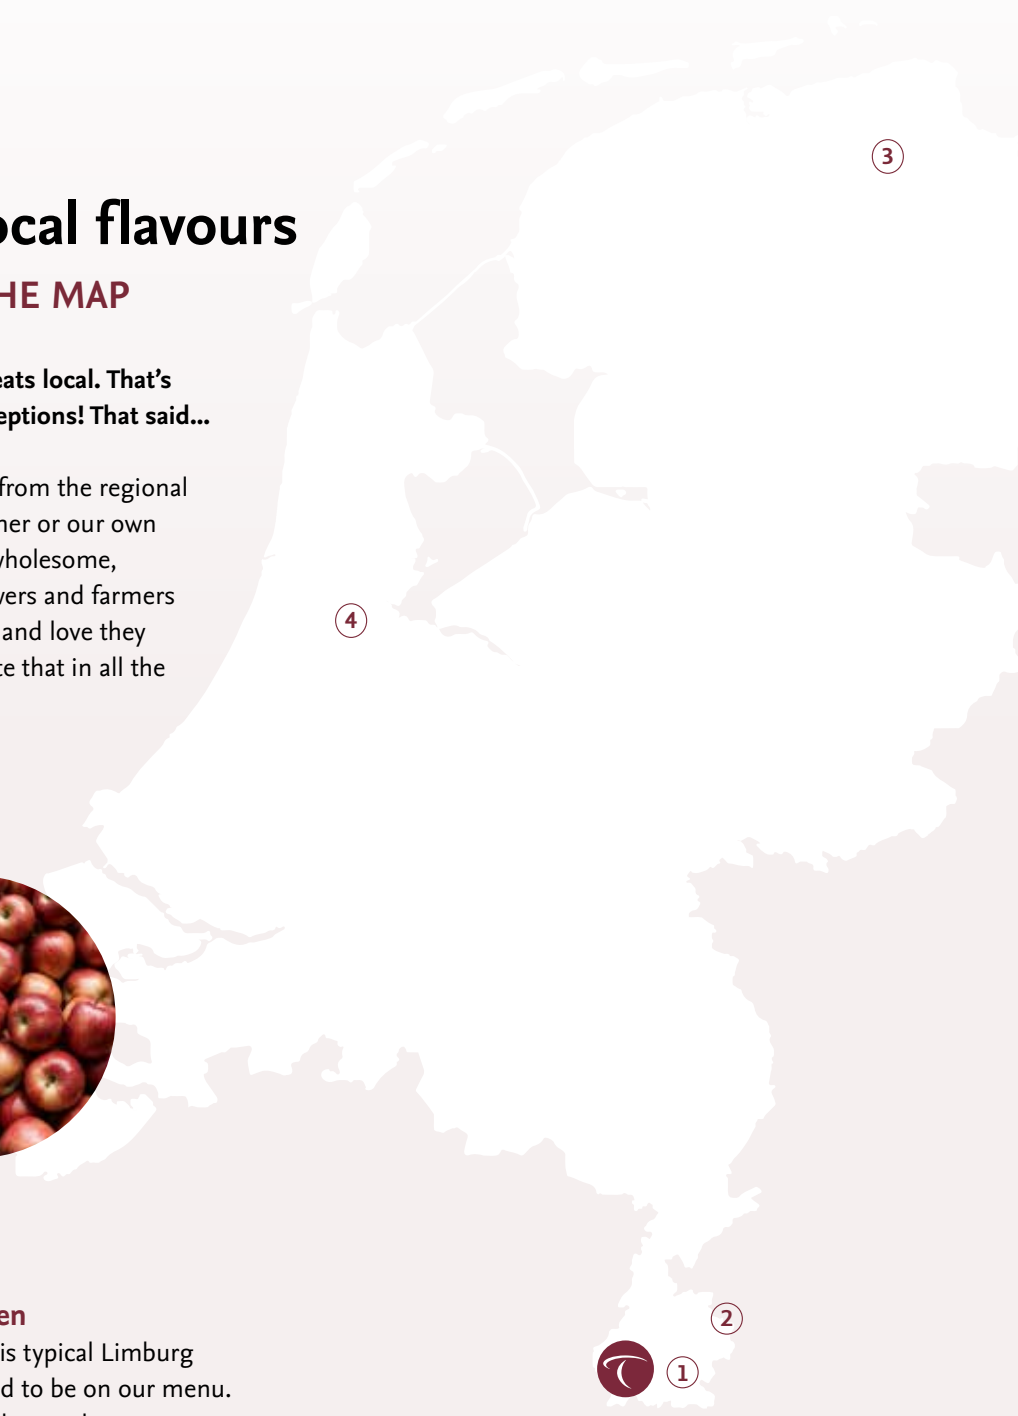 ocal flavours
HE MAP
eats local. That's
eptions! That said...
from the regional
ner or our own
wholesome,
vers and farmers
and love they
te that in all the
en
is typical Limburg
d to be on our menu.
3
4
2
1